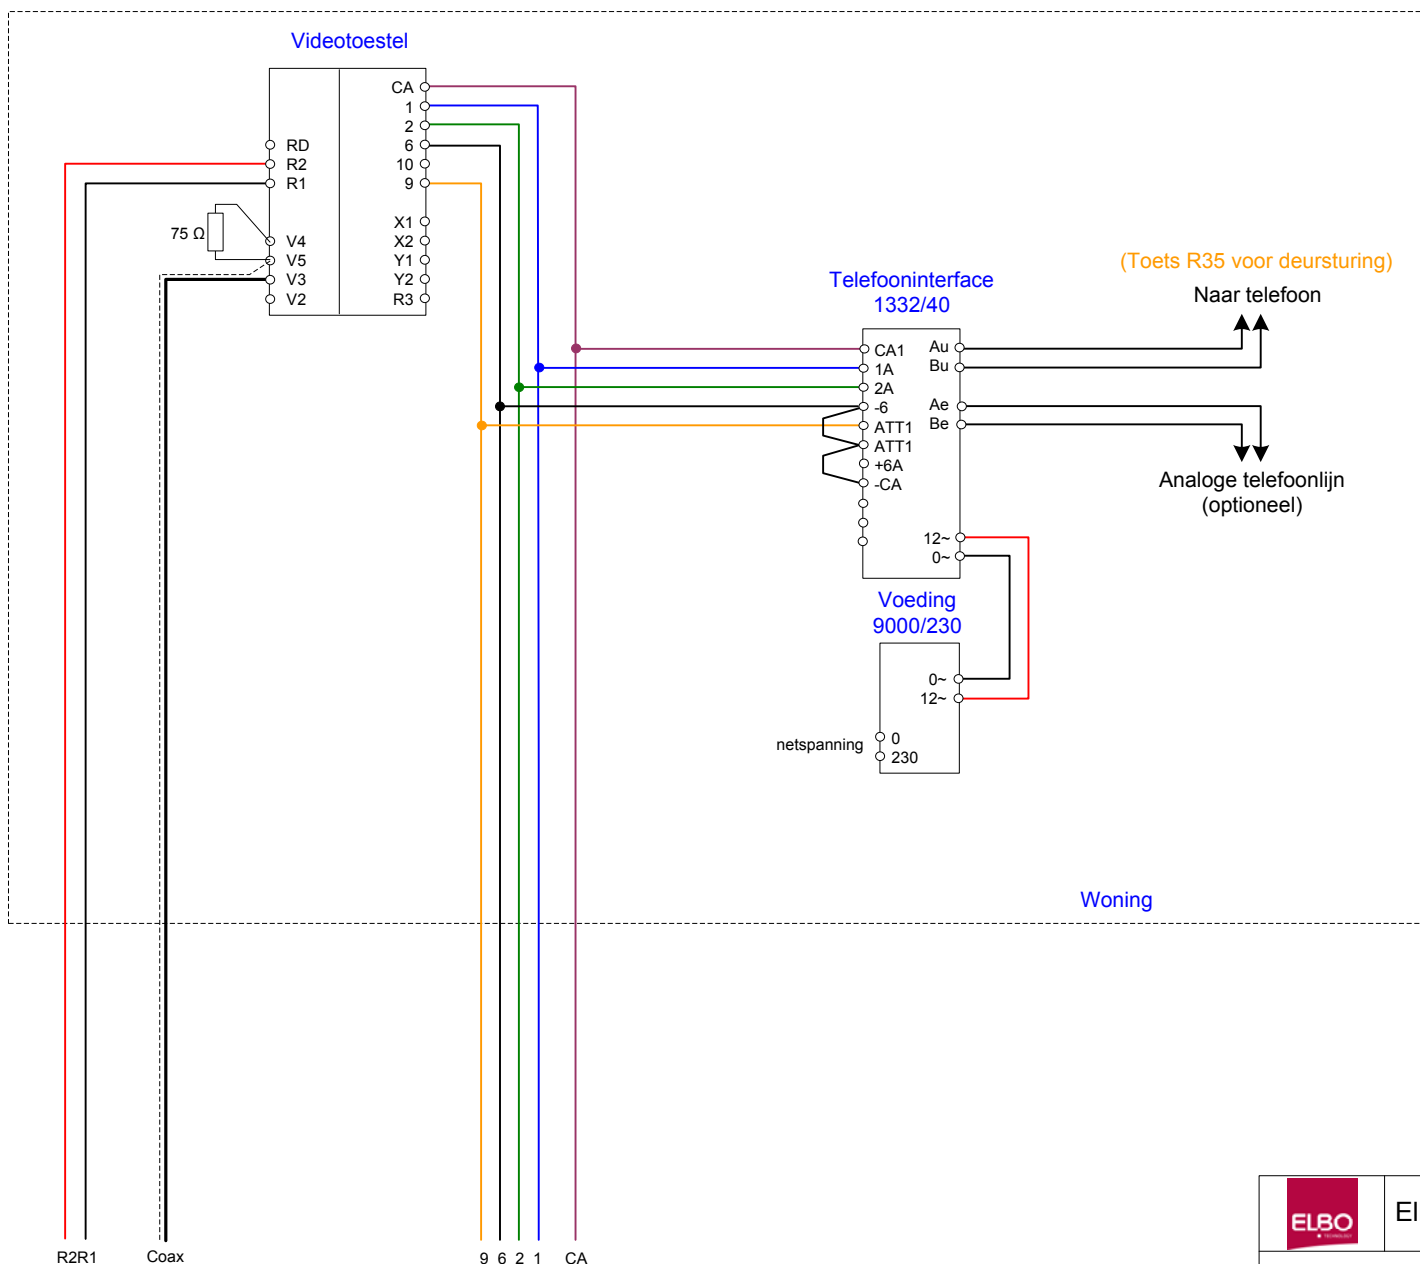 Videotoestel
CA
1
2
6
10
9
X1
X2
Y1
Y2
R3
RD
R2
R1
V4
V5
V3
V2
75 Ω
(Toets R35 voor deursturing)
Naar telefoon
Telefooninterface
1332/40
CA1
1A
2A
-6
ATT1
ATT1
+6A
-CA
Au
Bu
Ae
Be
12~
0~
Analoge telefoonlijn
(optioneel)
Voeding
9000/230
0~
12~
netspanning
0
230
Woning
R2R1
Coax
9 6 2 1 CA
ELBO
TECHNOLOGY
El